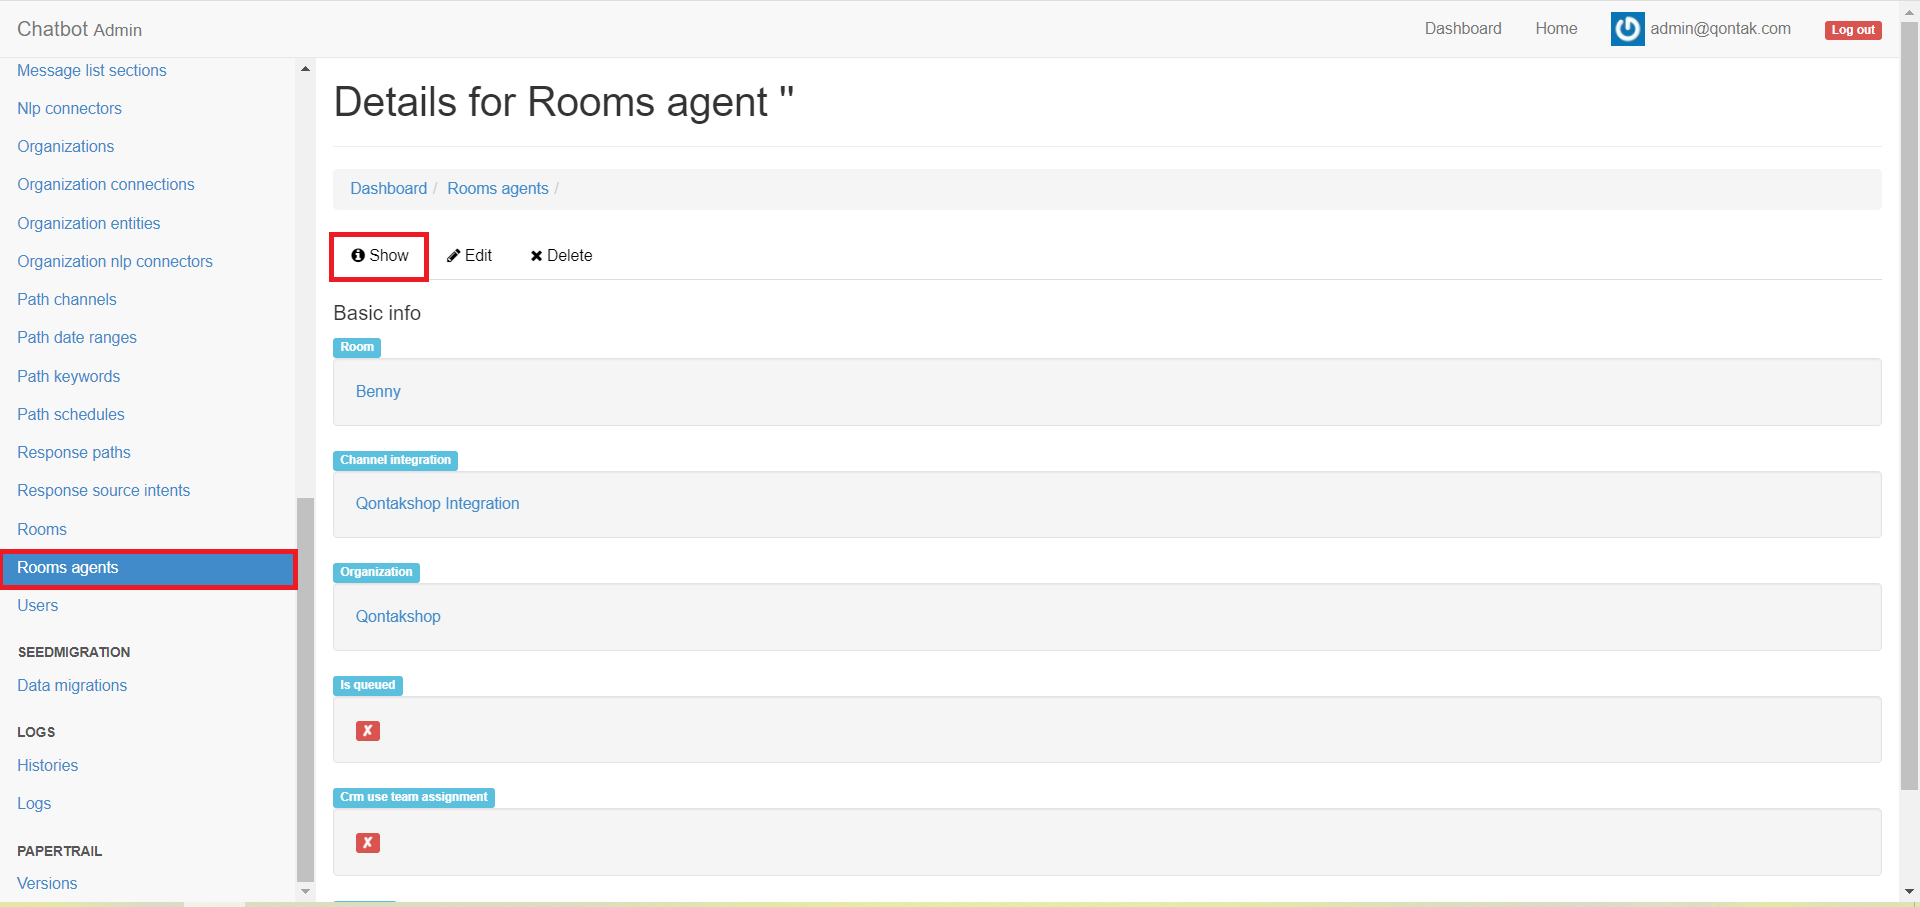 Chatbot Admin
Dashboard
Home
admin@qontak.com
Log out
Message list sections
Nlp connectors
Organizations
Organization connections
Organization entities
Organization nlp connectors
Path channels
Path date ranges
Path keywords
Path schedules
Response paths
Response source intents
Rooms
Rooms agents
Users
SEEDMIGRATION
Data migrations
LOGS
Histories
Logs
PAPERTRAIL
Versions
Details for Rooms agent ''
Dashboard / Rooms agents /
Show
Edit
Delete
Basic info
Room
Benny
Channel integration
Qontakshop Integration
Organization
Qontakshop
Is queued
✘
Crm use team assignment
✘